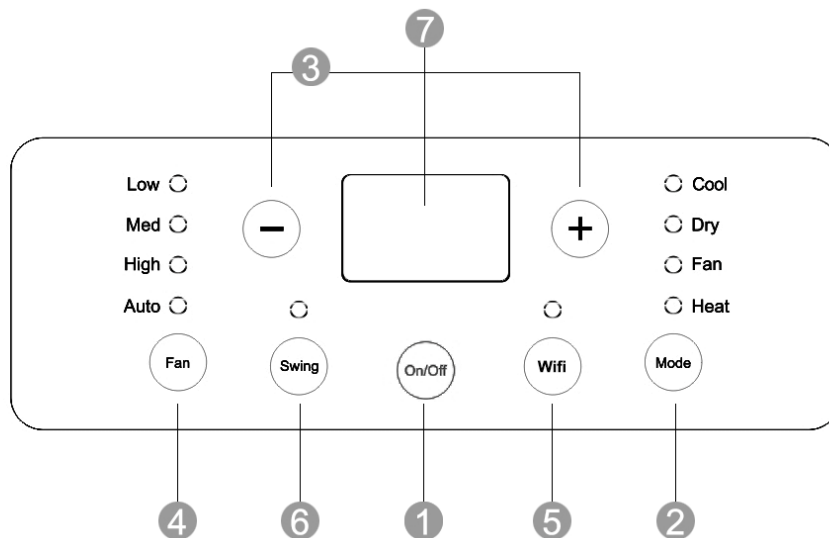 7
3
Low
Cool
−
+
Med
Dry
High
Fan
Auto
Heat
Fan
Swing
On/Off
Wifi
Mode
4
6
1
5
2